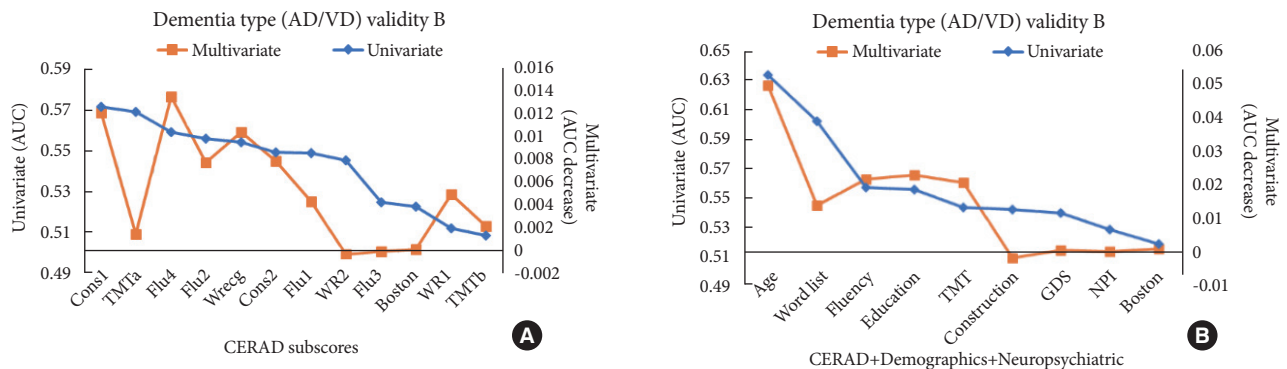 Dementia type (AD/VD) validity B
Multivariate
Univariate
Univariate (AUC)
0.59
0.57
0.55
0.53
0.51
0.49
0.016
0.014
0.012
0.010
0.008
0.006
0.004
0.002
0
-0.002
Multivariate
(AUC decrease)
Cons1
TMTa
Flu4
Flu2
Wrecg
Cons2
Flu1
WR2
Flu3
Boston
WR1
TMTb
CERAD subscores
A
Dementia type (AD/VD) validity B
Multivariate
Univariate
Univariate (AUC)
0.65
0.63
0.61
0.59
0.57
0.55
0.53
0.51
0.49
0.06
0.05
0.04
0.03
0.02
0.01
0
-0.01
Multivariate
(AUC decrease)
Age
Word list
Fluency
Education
TMT
Construction
GDS
NPI
Boston
CERAD+Demographics+Neuropsychiatric
B